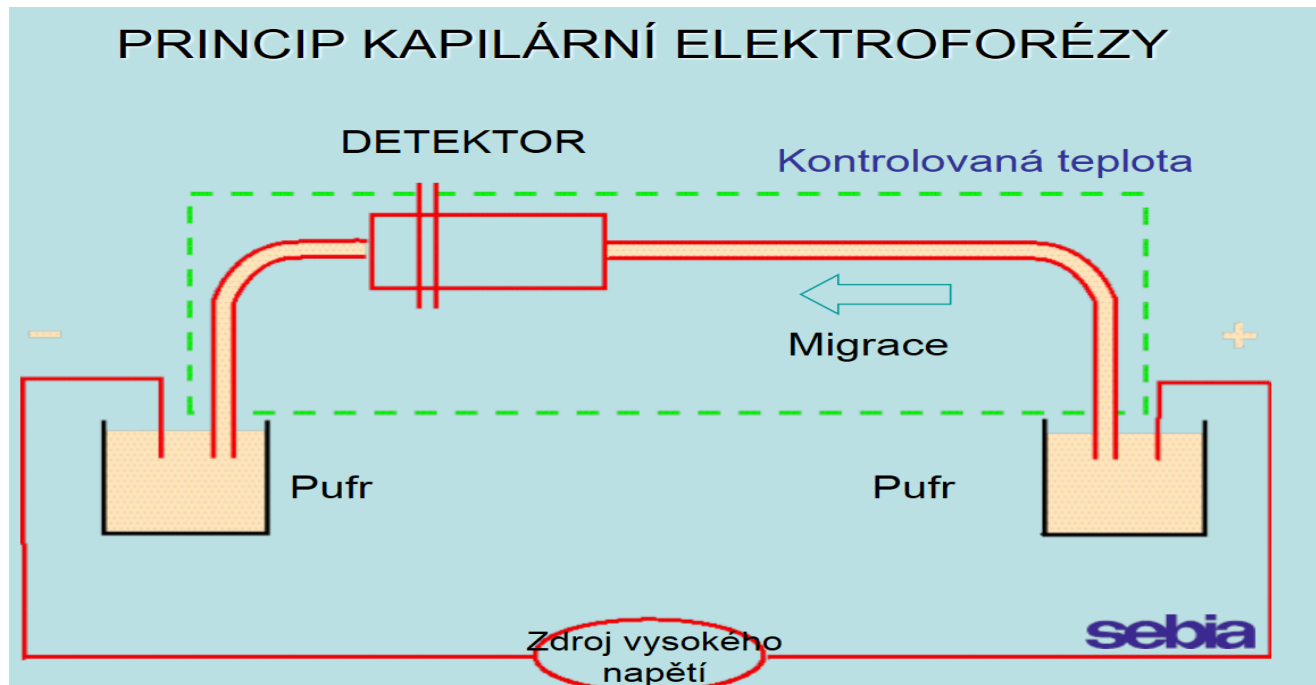 PRINCIP KAPILÁRNÍ ELEKTROFORÉZY
DETEKTOR
Kontrolovaná teplota
Migrace
−
+
Pufr
Pufr
Zdroj vysokého
napětí
sebia